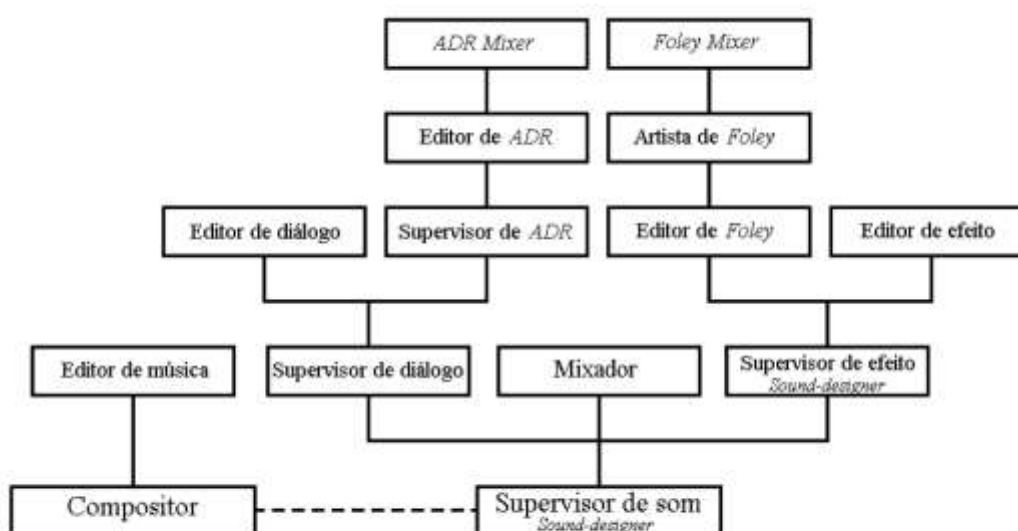 ADR Mixer
Foley Mixer
Editor de ADR
Artista de Foley
Editor de diálogo
Supervisor de ADR
Editor de Foley
Editor de efeito
Editor de música
Supervisor de diálogo
Mixador
Supervisor de efeito
Sound-designer
Compositor
Supervisor de som
Sound-designer